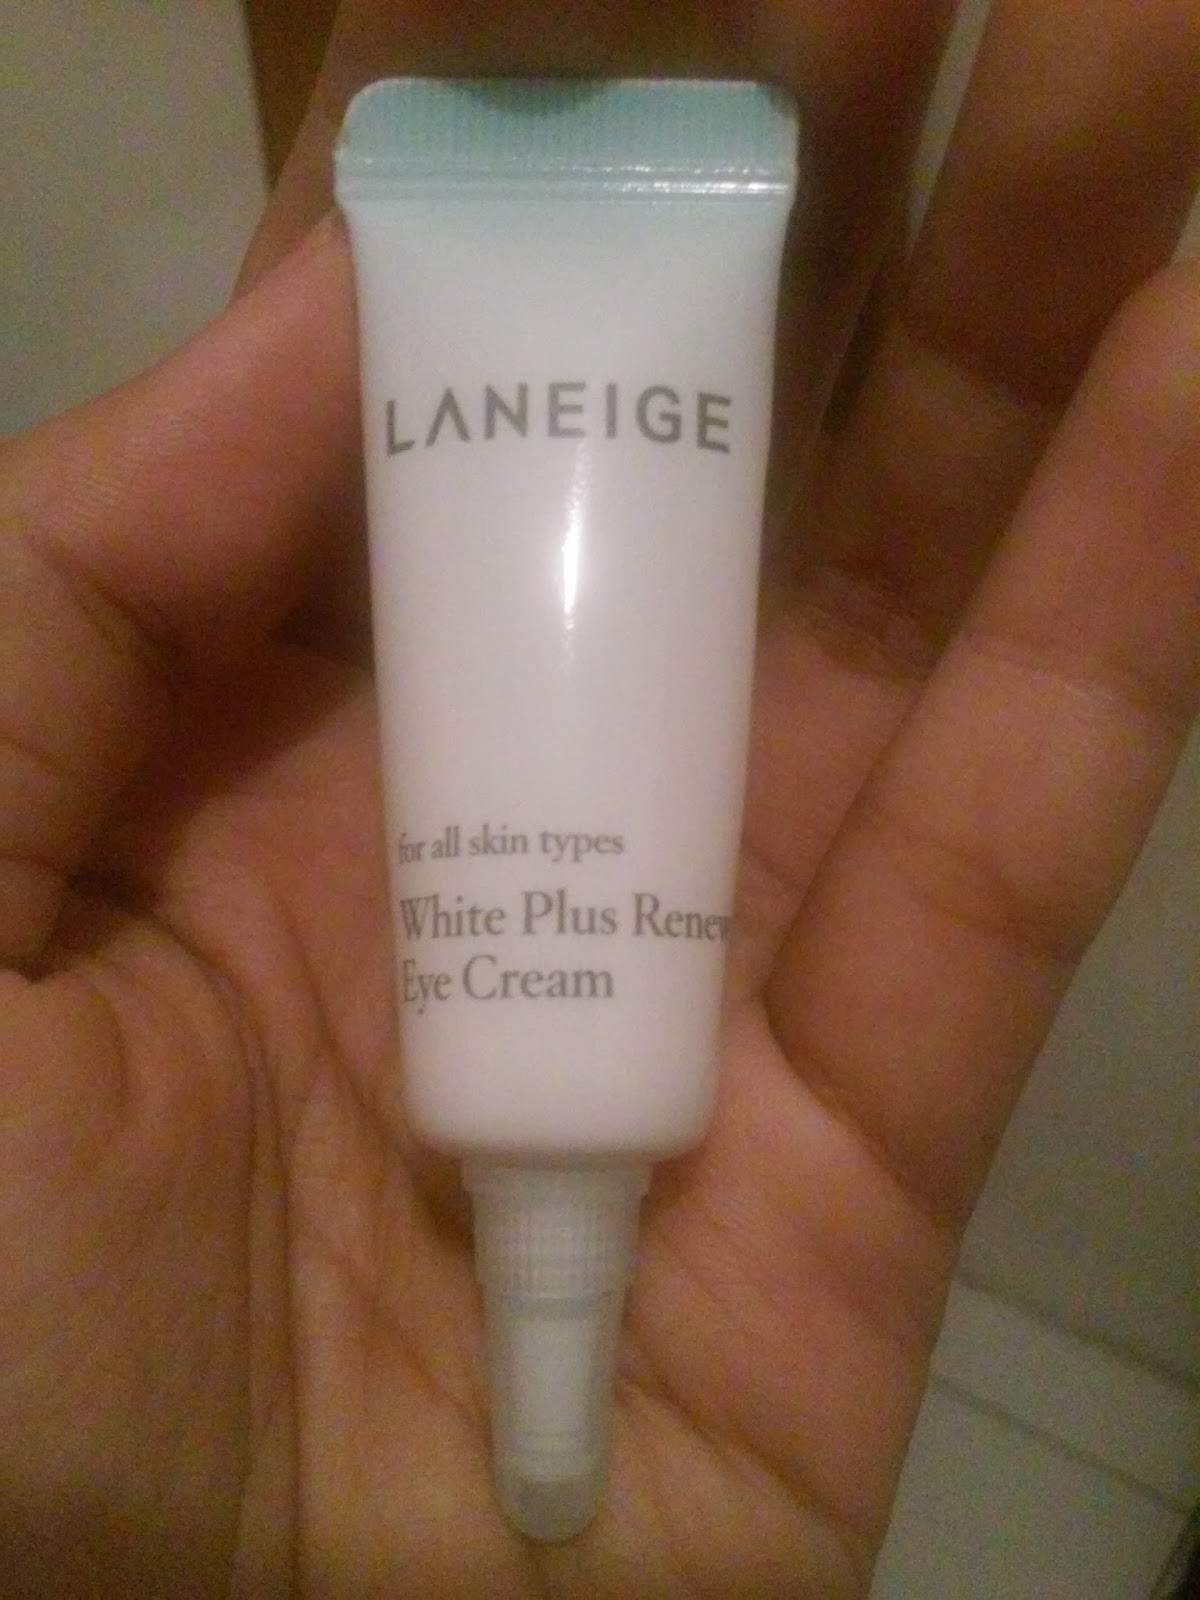 LANEIGE
for all skin types
White Plus Renew
Eye Cream